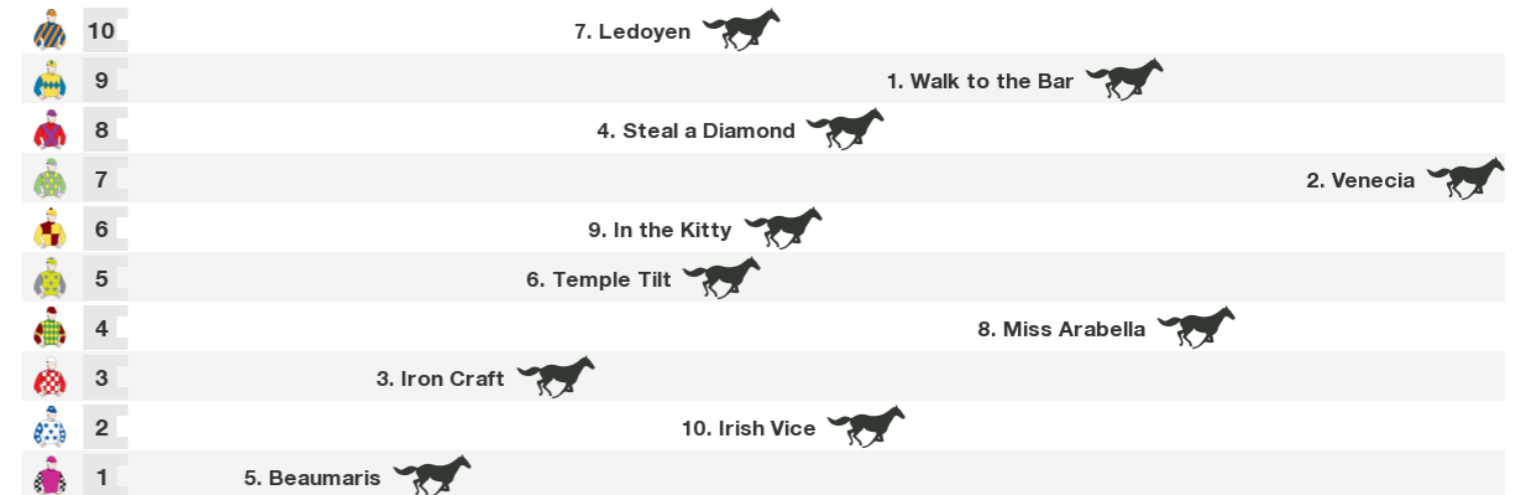 10 7. Ledoyen
9 1. Walk to the Bar
8 4. Steal a Diamond
7 2. Venecia
6 9. In the Kitty
5 6. Temple Tilt
4 8. Miss Arabella
3 3. Iron Craft
2 10. Irish Vice
1 5. Beaumaris